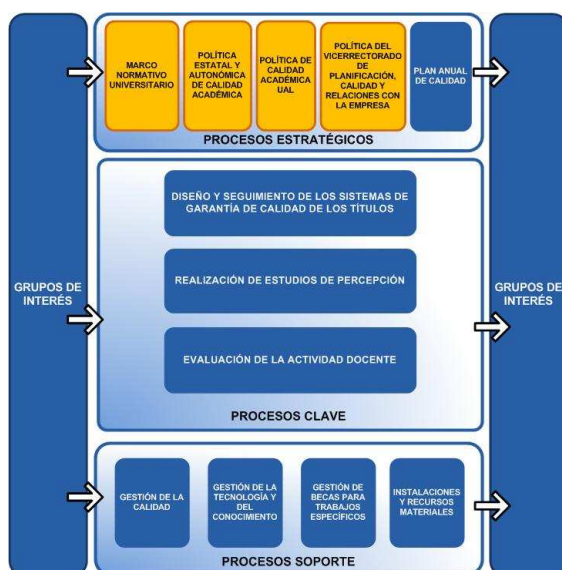 MARCO
NORMATIVO
UNIVERSITARIO
POLÍTICA
ESTATAL Y
AUTONÓMICA
DE CALIDAD
ACADÉMICA
POLÍTICA DE
CALIDAD
ACADÉMICA
UAL
POLÍTICA DEL
VICERRECTORADO
DE
PLANIFICACIÓN,
CALIDAD Y
RELACIONES CON
LA EMPRESA
PLAN ANUAL
DE CALIDAD
PROCESOS ESTRATÉGICOS
GRUPOS DE
INTERÉS
DISEÑO Y SEGUIMIENTO DE LOS SISTEMAS DE
GARANTÍA DE CALIDAD DE LOS TÍTULOS
REALIZACIÓN DE ESTUDIOS DE PERCEPCIÓN
EVALUACIÓN DE LA ACTIVIDAD DOCENTE
PROCESOS CLAVE
GRUPOS DE
INTERÉS
GESTIÓN DE LA
CALIDAD
GESTIÓN DE LA
TECNOLOGÍA Y
DEL
CONOCIMIENTO
GESTIÓN DE
BECAS PARA
TRABAJOS
ESPECÍFICOS
INSTALACIONES
Y RECURSOS
MATERIALES
PROCESOS SOPORTE